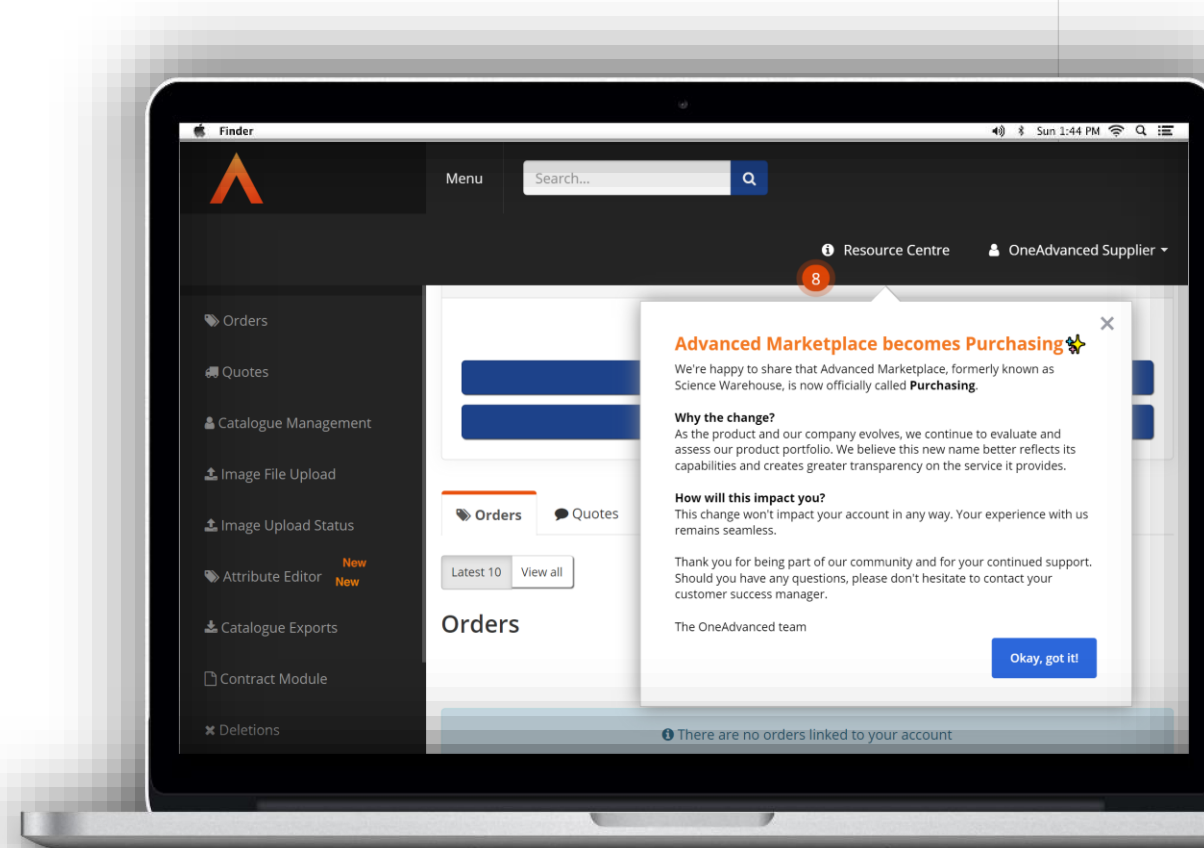 Finder
Sun 1:44 PM
Menu
Search...
Resource Centre
OneAdvanced Supplier
8
Orders
Quotes
Catalogue Management
Image File Upload
Image Upload Status
New
Attribute Editor New
Catalogue Exports
Contract Module
Deletions
Orders
Quotes
Latest 10
View all
Orders
There are no orders linked to your account
Advanced Marketplace becomes Purchasing
We're happy to share that Advanced Marketplace, formerly known as
Science Warehouse, is now officially called Purchasing.
Why the change?
As the product and our company evolves, we continue to evaluate and
assess our product portfolio. We believe this new name better reflects its
capabilities and creates greater transparency on the service it provides.
How will this impact you?
This change won't impact your account in any way. Your experience with us
remains seamless.
Thank you for being part of our community and for your continued support.
Should you have any questions, please don't hesitate to contact your
customer success manager.
The OneAdvanced team
Okay, got it!